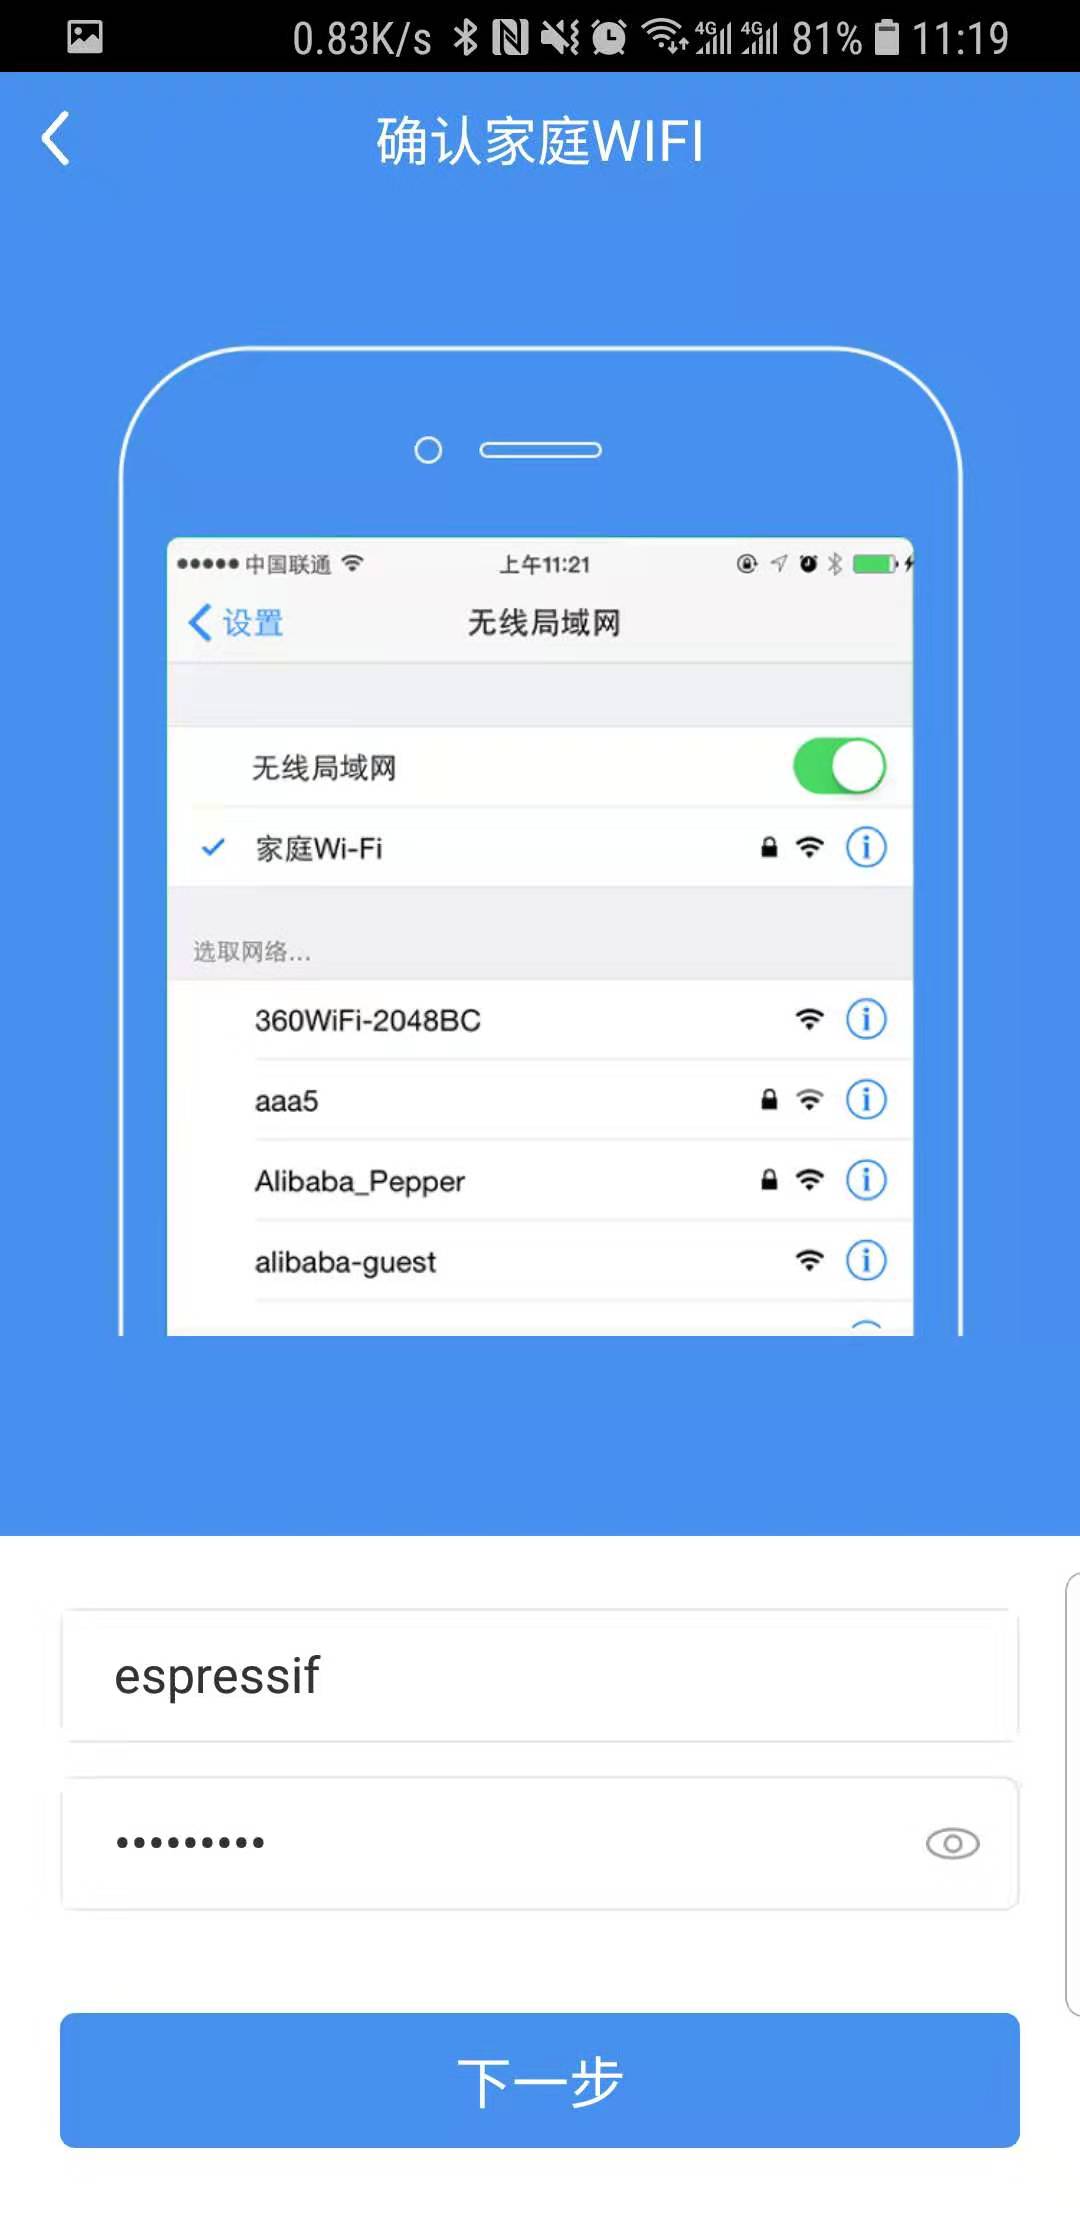 0.83K/s 4G 4G 81% 11:19
确认家庭WIFI
中国联通 上午11:21
设置 无线局域网
无线局域网
家庭Wi-Fi
选取网络...
360WiFi-2048BC
aaa5
Alibaba_Pepper
alibaba-guest
espressif
•••••••••
下一步